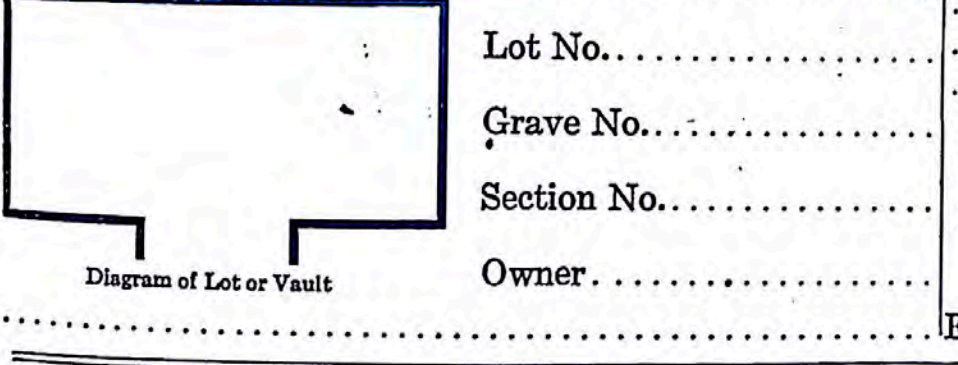 Lot No...................
Grave No.................
Section No................
Diagram of Lot or Vault
Owner...................